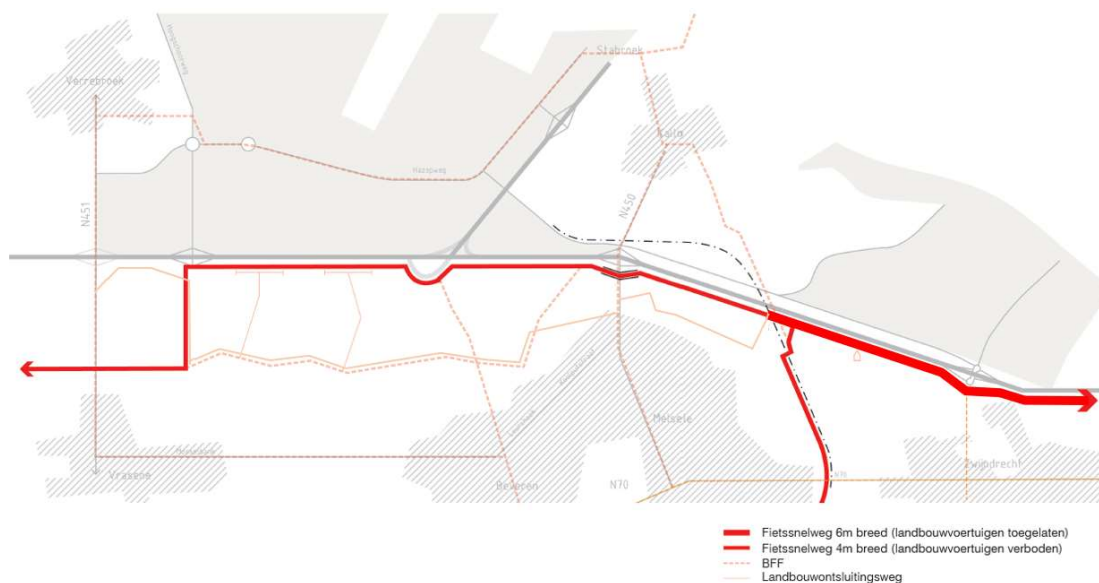 Stabroek
Verrebroek
Kallo
N451
N450
Melsele
Vrasene
Beveren
N70
Zwijndrecht
N70
Fietssnelweg 6m breed (landbouwvoertuigen toegelaten)
Fietssnelweg 4m breed (landbouwvoertuigen verboden)
BFF
Landbouwontsluitingsweg